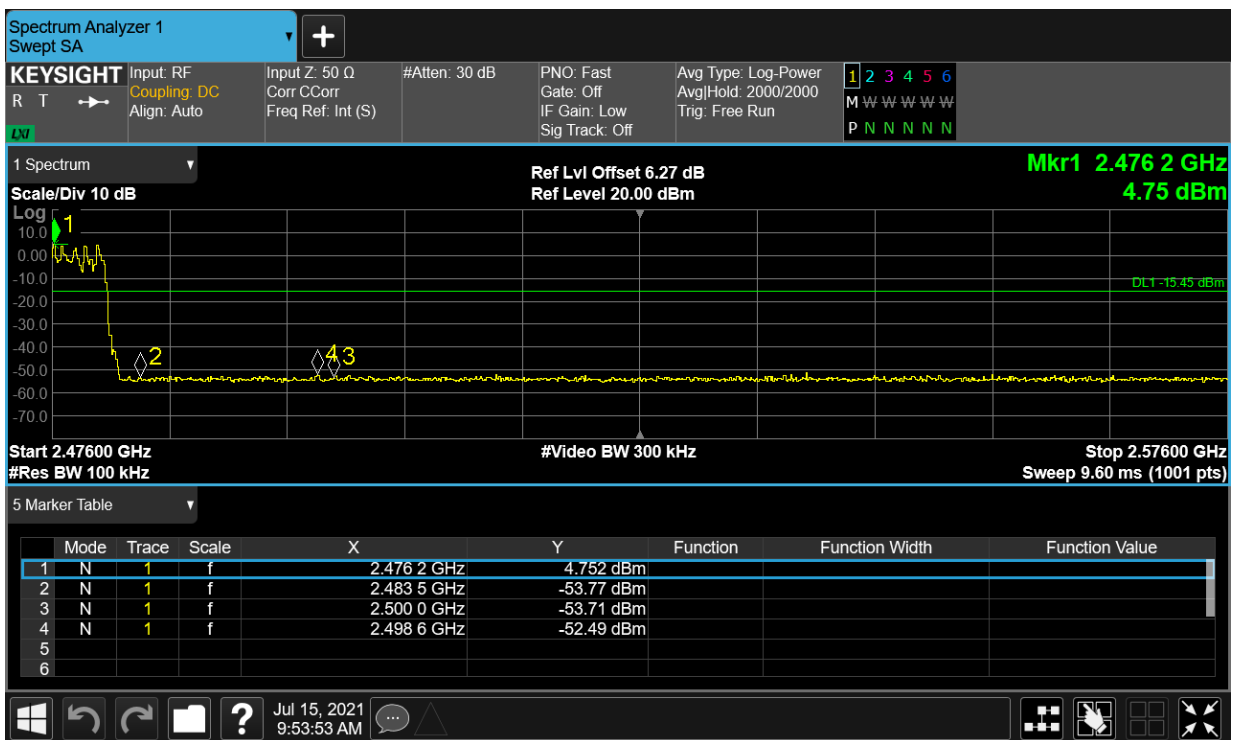 Spectrum Analyzer 1
Swept SA
+
KEYSIGHT
R T
LXI
Input: RF
Coupling: DC
Align: Auto
Input Z: 50 Ω
Corr CCorr
Freq Ref: Int (S)
#Atten: 30 dB
PNO: Fast
Gate: Off
IF Gain: Low
Sig Track: Off
Avg Type: Log-Power
Avg|Hold: 2000/2000
Trig: Free Run
1 2 3 4 5 6
M W W W W W
P N N N N N
1 Spectrum
Scale/Div 10 dB
Ref Lvl Offset 6.27 dB
Ref Level 20.00 dBm
Mkr1 2.476 2 GHz
4.75 dBm
Log
10.0
0.00
-10.0
-20.0
-30.0
-40.0
-50.0
-60.0
-70.0
1
2
4 3
DL1 -15.45 dBm
Start 2.47600 GHz
#Res BW 100 kHz
#Video BW 300 kHz
Stop 2.57600 GHz
Sweep 9.60 ms (1001 pts)
5 Marker Table
Mode Trace Scale X Y Function Function Width Function Value
1 N 1 f 2.476 2 GHz 4.752 dBm
2 N 1 f 2.483 5 GHz -53.77 dBm
3 N 1 f 2.500 0 GHz -53.71 dBm
4 N 1 f 2.498 6 GHz -52.49 dBm
5
6
?
Jul 15, 2021
9:53:53 AM